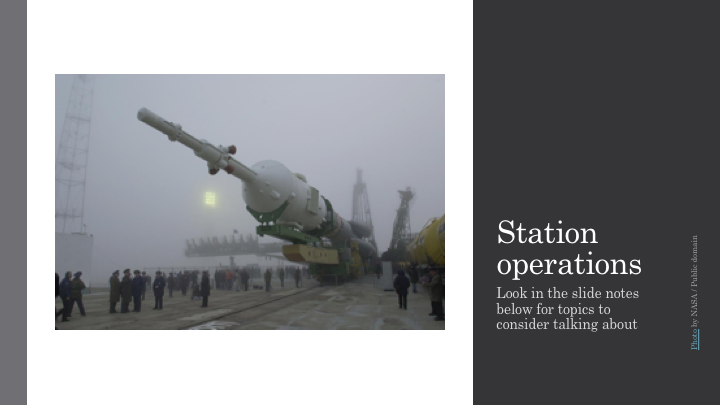 Station
operations
Look in the slide notes
below for topics to
consider talking about
Photo by NASA / Public domain